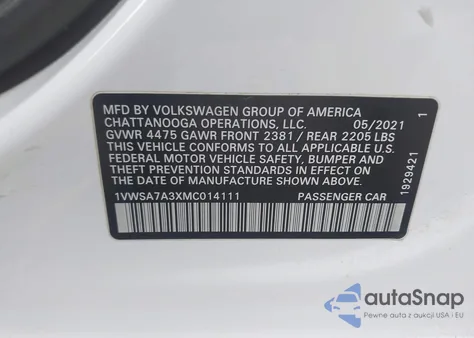 MFD BY VOLKSWAGEN GROUP OF AMERICA
CHATTANOOGA OPERATIONS, LLC. 05/2021
GVWR 4475 GAWR FRONT 2381 / REAR 2205 LBS
THIS VEHICLE CONFORMS TO ALL APPLICABLE U.S.
FEDERAL MOTOR VEHICLE SAFETY, BUMPER AND
THEFT PREVENTION STANDARDS IN EFFECT ON THE
DATE OF MANUFACTURE SHOWN ABOVE.
1VWSA7A3XMC014111 PASSENGER CAR
1929421 1
autoSnap
Pewne auta z aukcji USA i EU